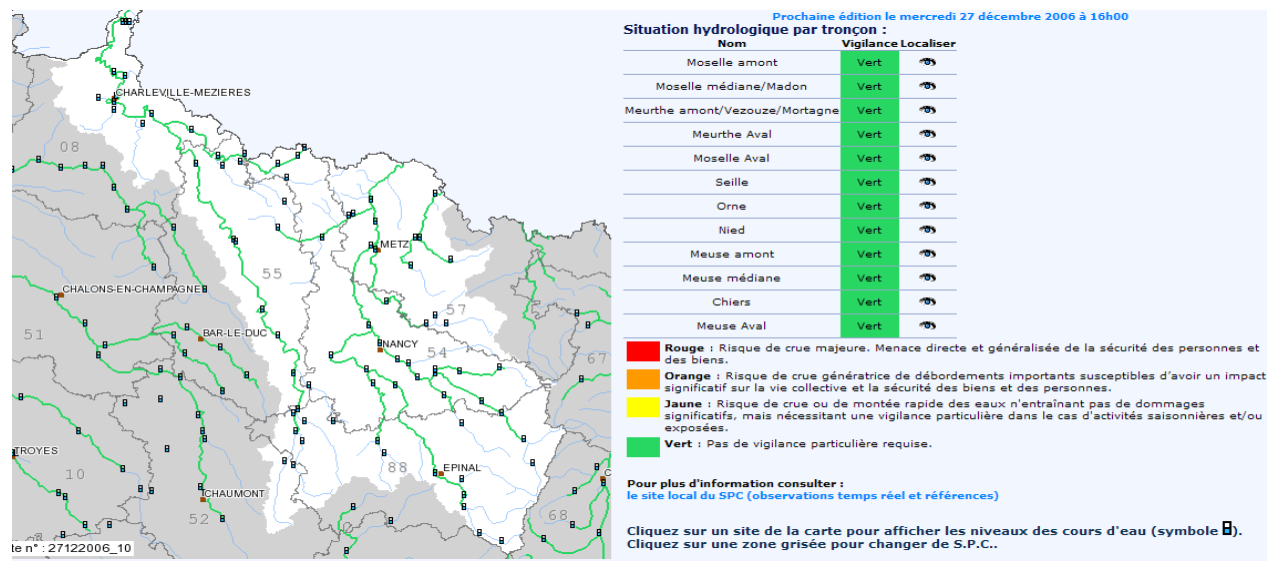 CHARLEVILLE-MEZIERES
08
METZ
55
CHALONS-EN-CHAMPAGNE
57
51
BAR-LE-DUC
NANCY
54
67
TROYES
10
88
EPINAL
CHAUMONT
52
68
te n° : 27122006_10
Prochaine édition le mercredi 27 décembre 2006 à 16h00
Situation hydrologique par tronçon :
Nom Vigilance Localiser
Moselle amont Vert
Moselle médiane/Madon Vert
Meurthe amont/Vezouze/Mortagne Vert
Meurthe Aval Vert
Moselle Aval Vert
Seille Vert
Orne Vert
Nied Vert
Meuse amont Vert
Meuse médiane Vert
Chiers Vert
Meuse Aval Vert
Rouge : Risque de crue majeure. Menace directe et généralisée de la sécurité des personnes et
des biens.
Orange : Risque de crue génératrice de débordements importants susceptibles d'avoir un impact
significatif sur la vie collective et la sécurité des biens et des personnes.
Jaune : Risque de crue ou de montée rapide des eaux n'entraînant pas de dommages
significatifs, mais nécessitant une vigilance particulière dans le cas d'activités saisonnières et/ou
exposées.
Vert : Pas de vigilance particulière requise.
Pour plus d'information consulter :
le site local du SPC (observations temps réel et références)
Cliquez sur un site de la carte pour afficher les niveaux des cours d'eau (symbole ).
Cliquez sur une zone grisée pour changer de S.P.C..